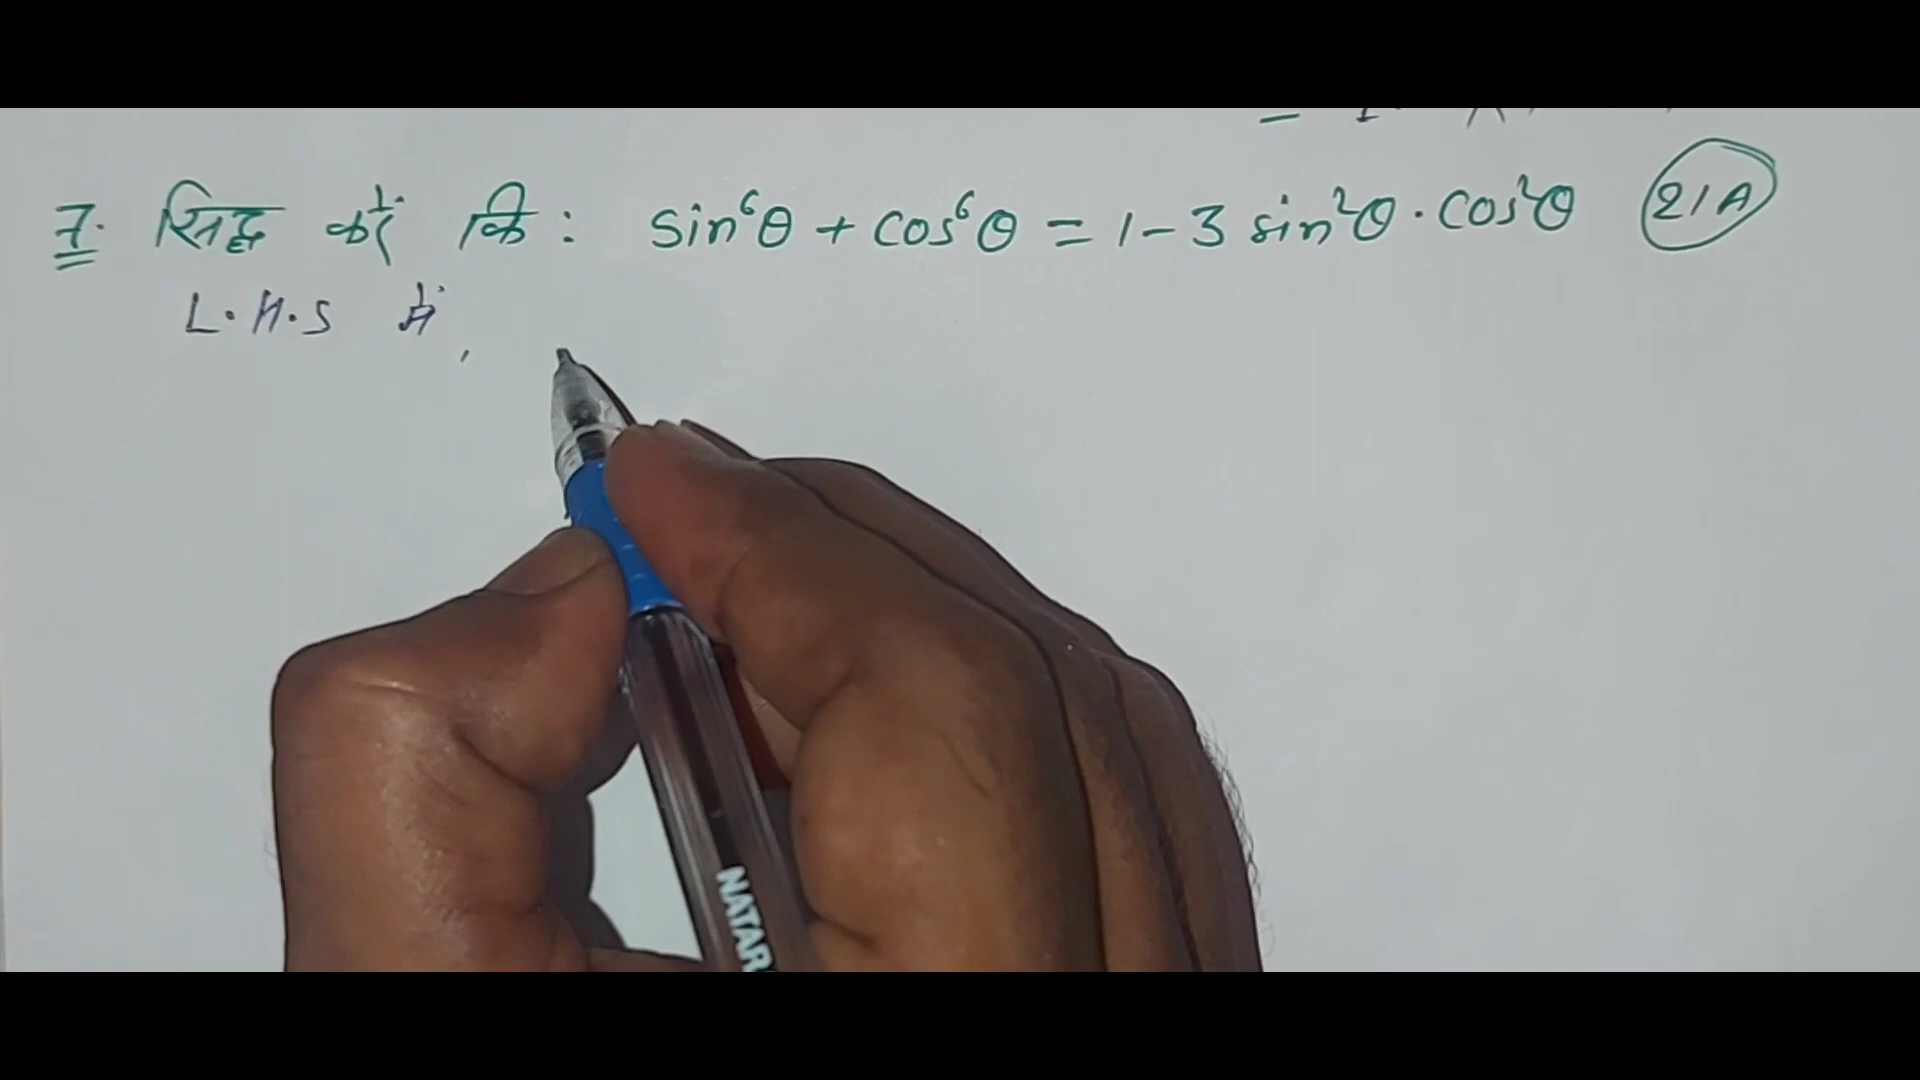 7. सिद्ध करें कि : sin⁶θ + cos⁶θ = 1 - 3 sin²θ · cos²θ (21A)
L.H.S में,
NATAR